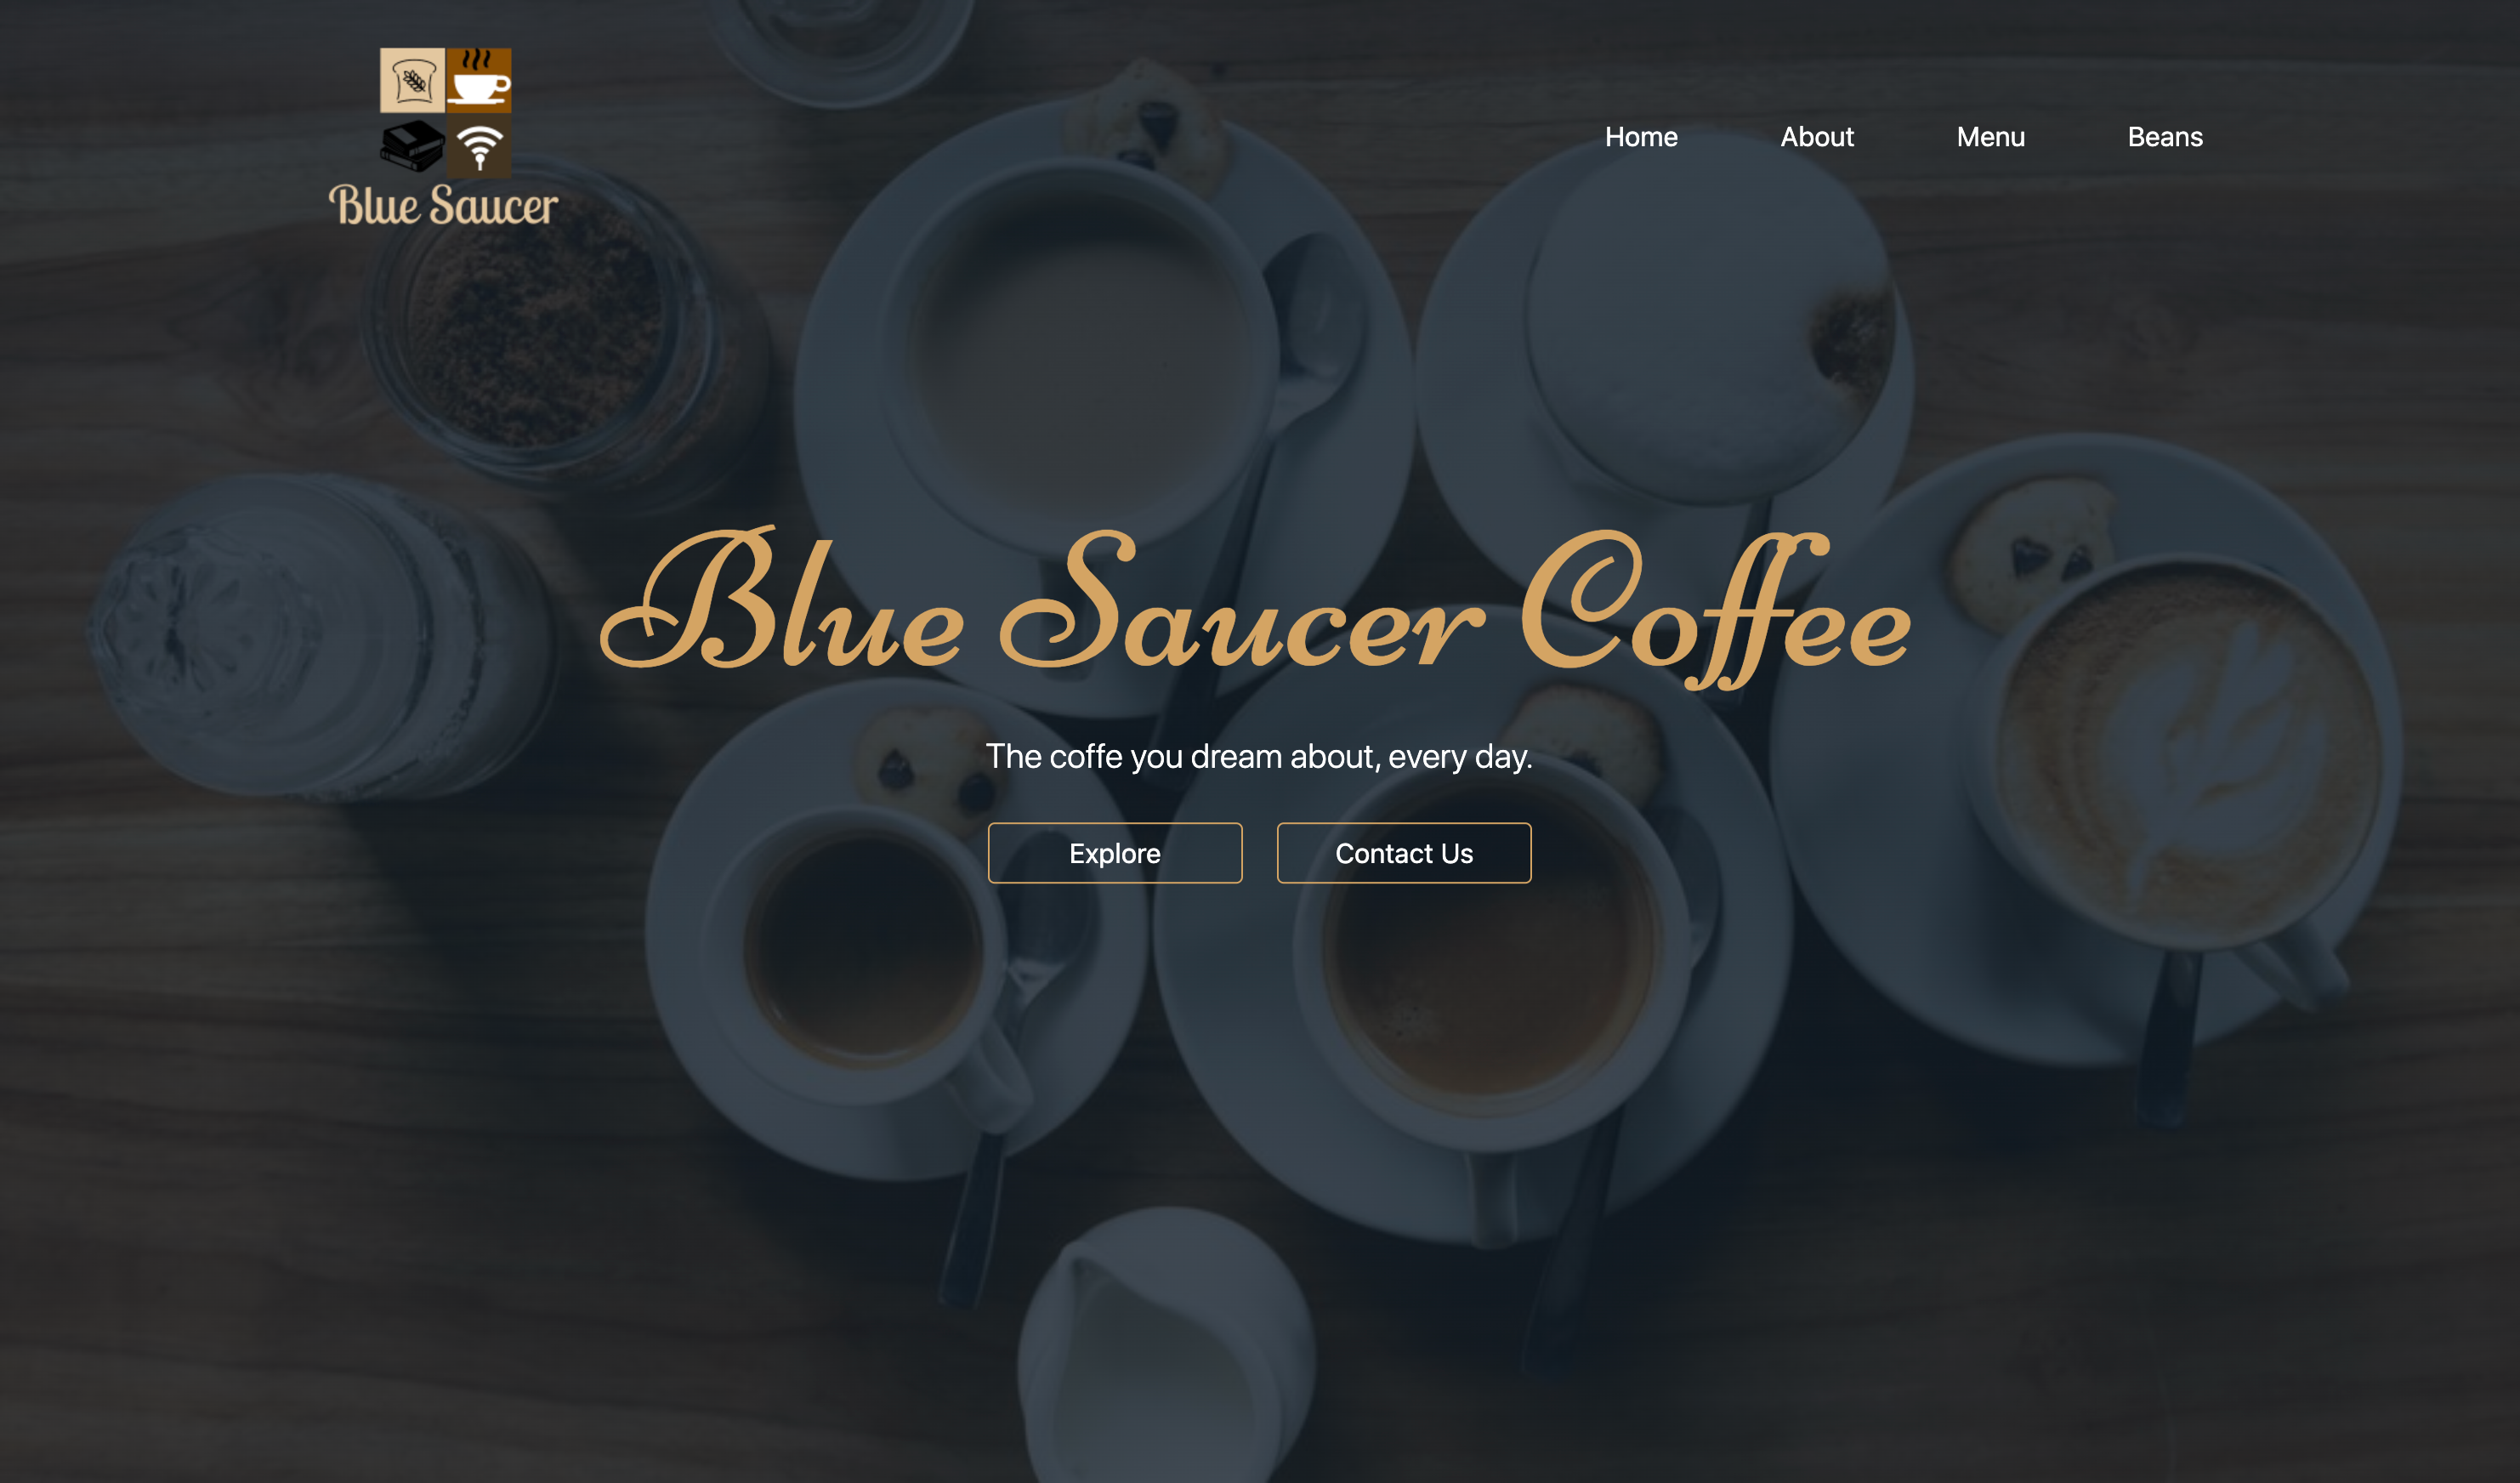 Blue Saucer
Home About Menu Beans
Blue Saucer Coffee
The coffe you dream about, every day.
Explore Contact Us